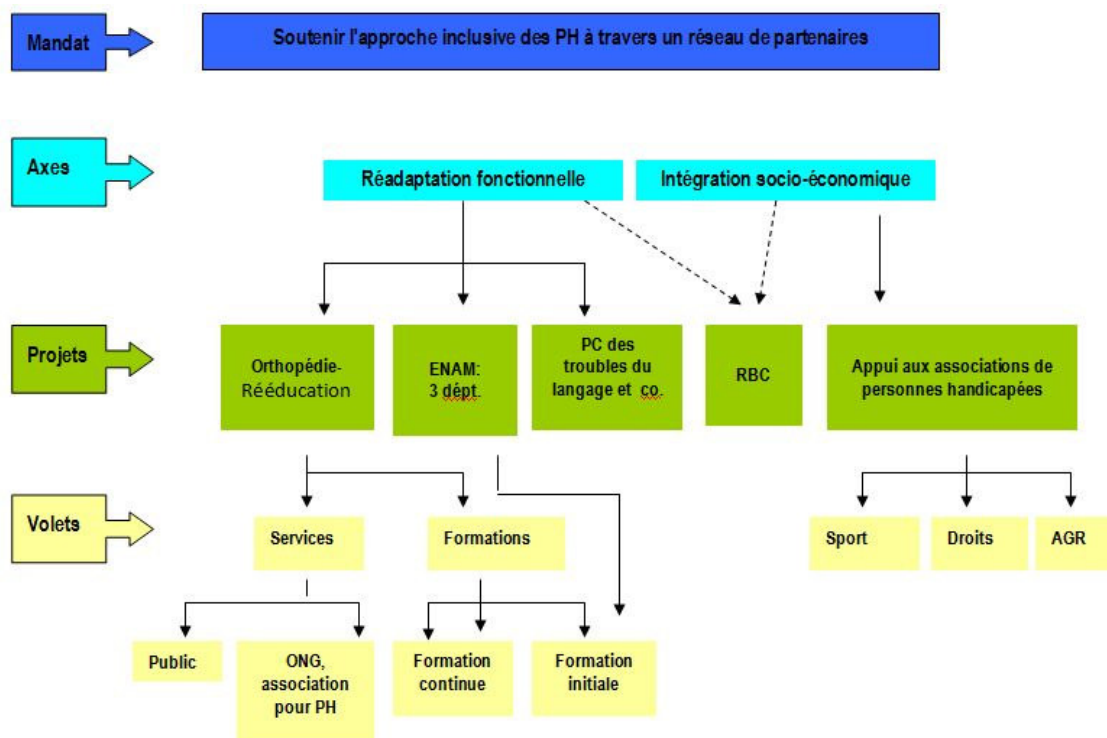 Mandat
Soutenir l'approche inclusive des PH à travers un réseau de partenaires
Axes
Réadaptation fonctionnelle
Intégration socio-économique
Projets
Orthopédie-
Rééducation
ENAM:
3 dépt.
PC des
troubles du
langage et co.
RBC
Appui aux associations de
personnes handicapées
Volets
Services
Formations
Sport
Droits
AGR
Public
ONG,
association
pour PH
Formation
continue
Formation
initiale